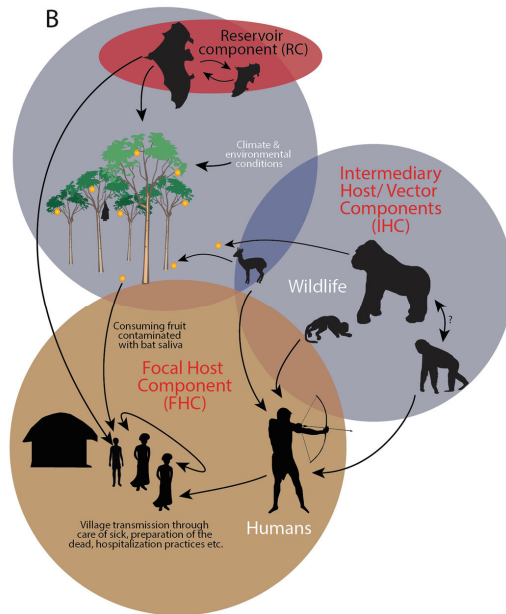 B
Reservoir
component (RC)
Climate &
environmental
conditions
Intermediary
Host/ Vector
Components
(IHC)
Wildlife
?
Consuming fruit
contaminated
with bat saliva
Focal Host
Component
(FHC)
Humans
Village transmission through
care of sick, preparation of the
dead, hospitalization practices etc.